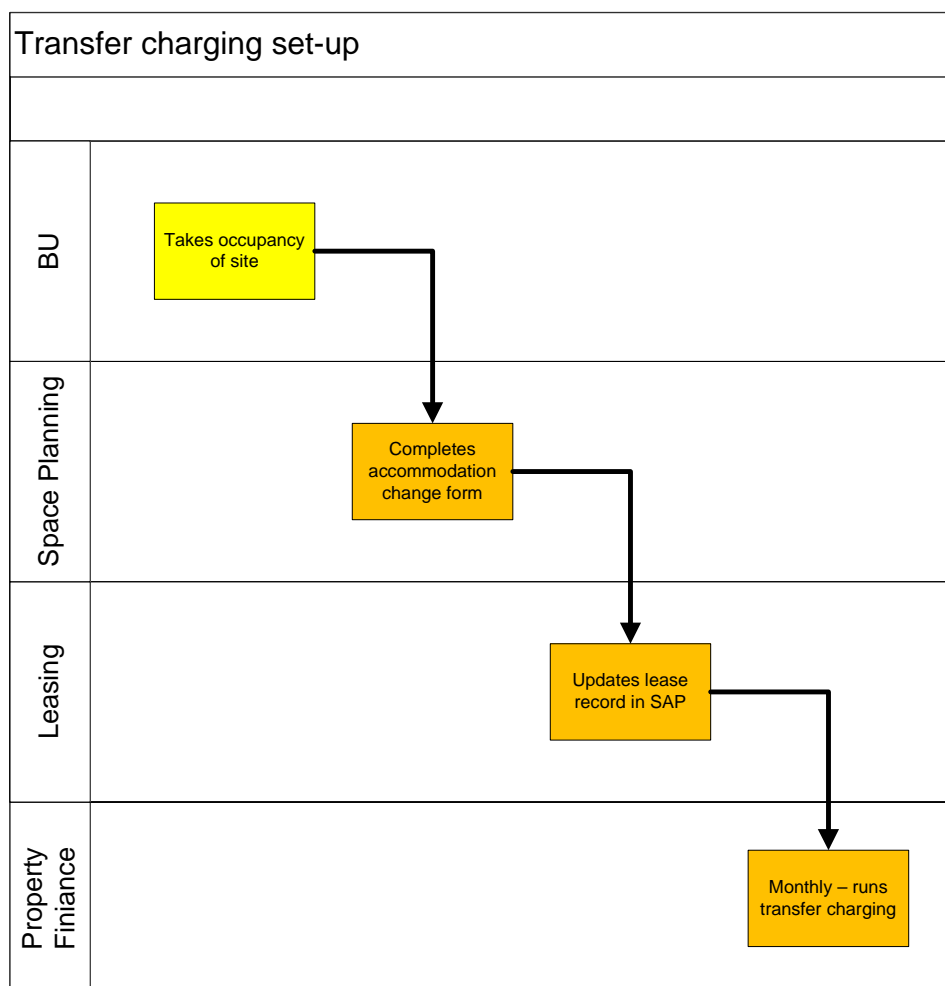 Transfer charging set-up
BU
Takes occupancy
of site
Space Planning
Completes
accommodation
change form
Leasing
Updates lease
record in SAP
Property
Finiance
Monthly – runs
transfer charging